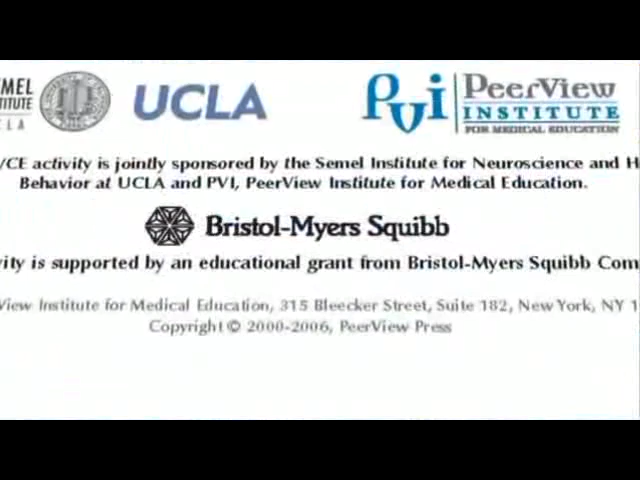 EMEL
STITUTE
C L A
UCLA
PVI PeerView
INSTITUTE
FOR MEDICAL EDUCATION
/CE activity is jointly sponsored by the Semel Institute for Neuroscience and H
Behavior at UCLA and PVI, PeerView Institute for Medical Education.
Bristol-Myers Squibb
vity is supported by an educational grant from Bristol-Myers Squibb Com
View Institute for Medical Education, 315 Bleecker Street, Suite 182, New York, NY 1
Copyright © 2000-2006, PeerView Press